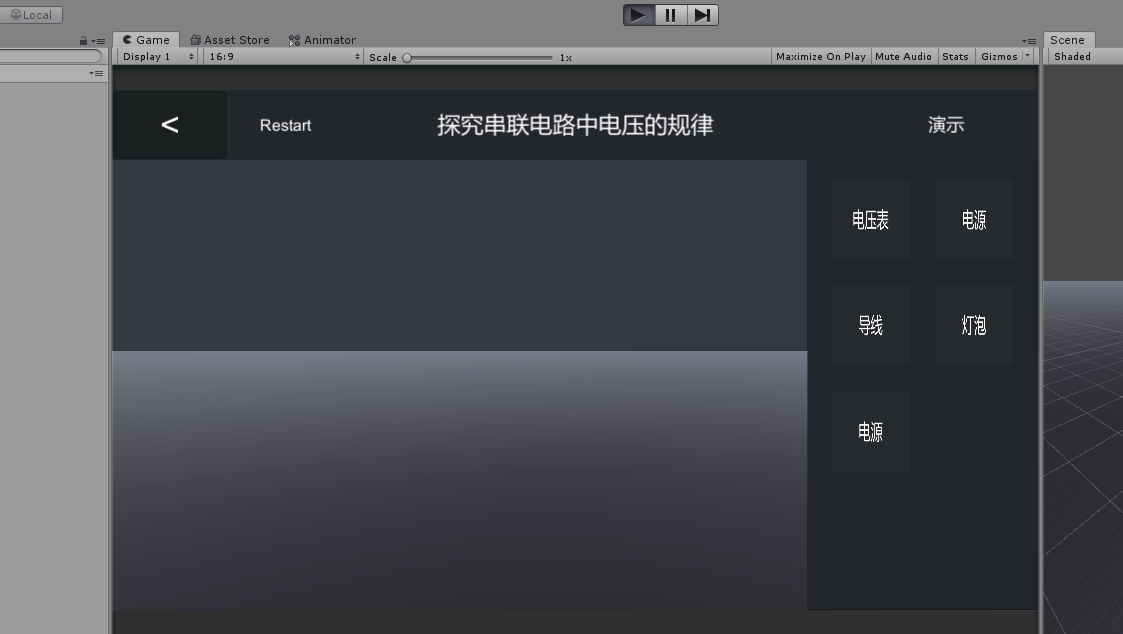 Local
Game Asset Store Animator
Scene
Display 1 16:9 Scale 1x Maximize On Play Mute Audio Stats Gizmos
Shaded
< Restart 探究串联电路中电压的规律 演示
电压表 电源
导线 灯泡
电源